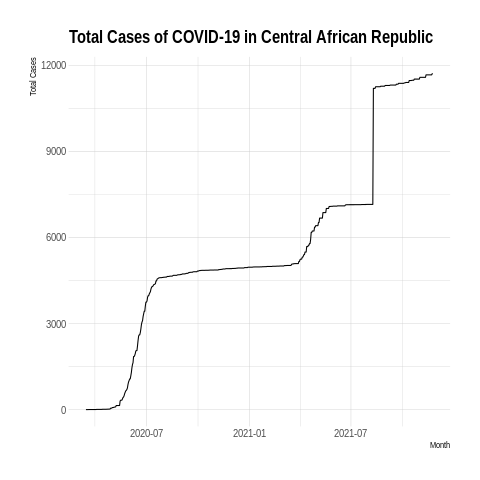 Total Cases of COVID-19 in Central African Republic
Total Cases
12000
9000
6000
3000
0
2020-07 2021-01 2021-07
Month